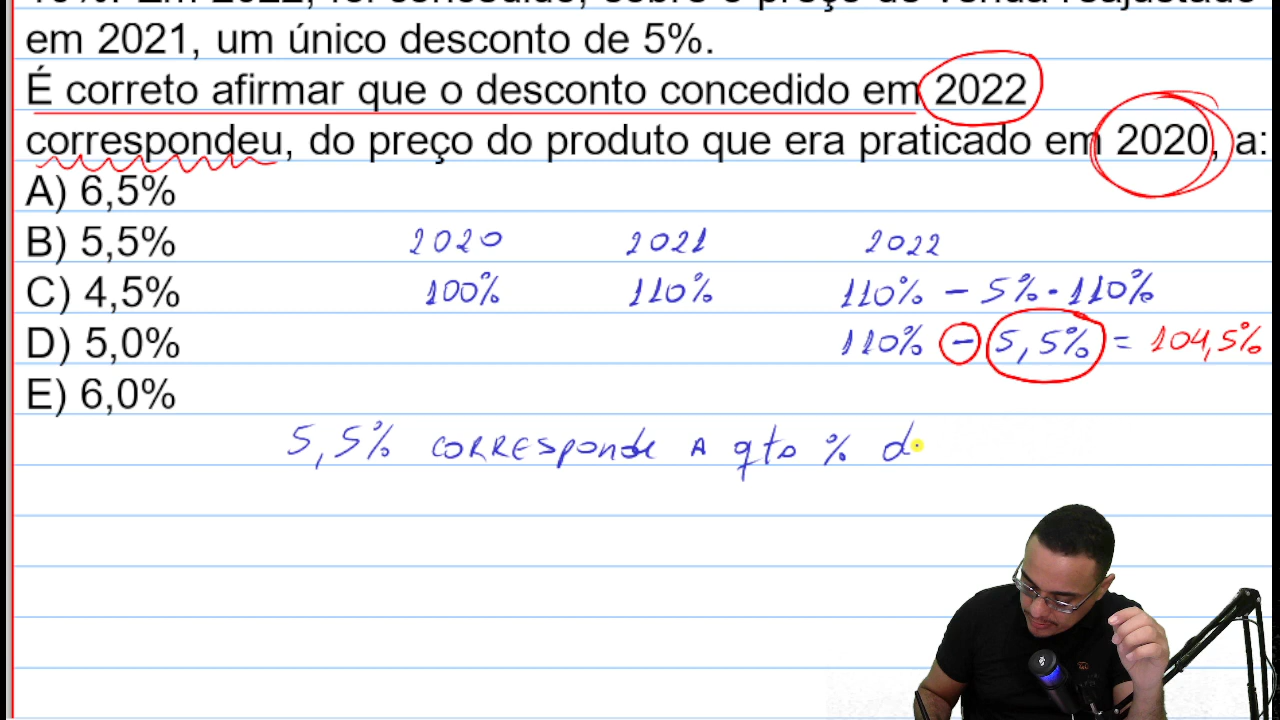 em 2021, um único desconto de 5%.
É correto afirmar que o desconto concedido em 2022
correspondeu, do preço do produto que era praticado em 2020, a:
A) 6,5%
B) 5,5%
C) 4,5%
D) 5,0%
E) 6,0%
2020 2021 2022
100% 110% 110% - 5% · 110%
110% - 5,5% = 104,5%
5,5% CORRESponde A qto % d